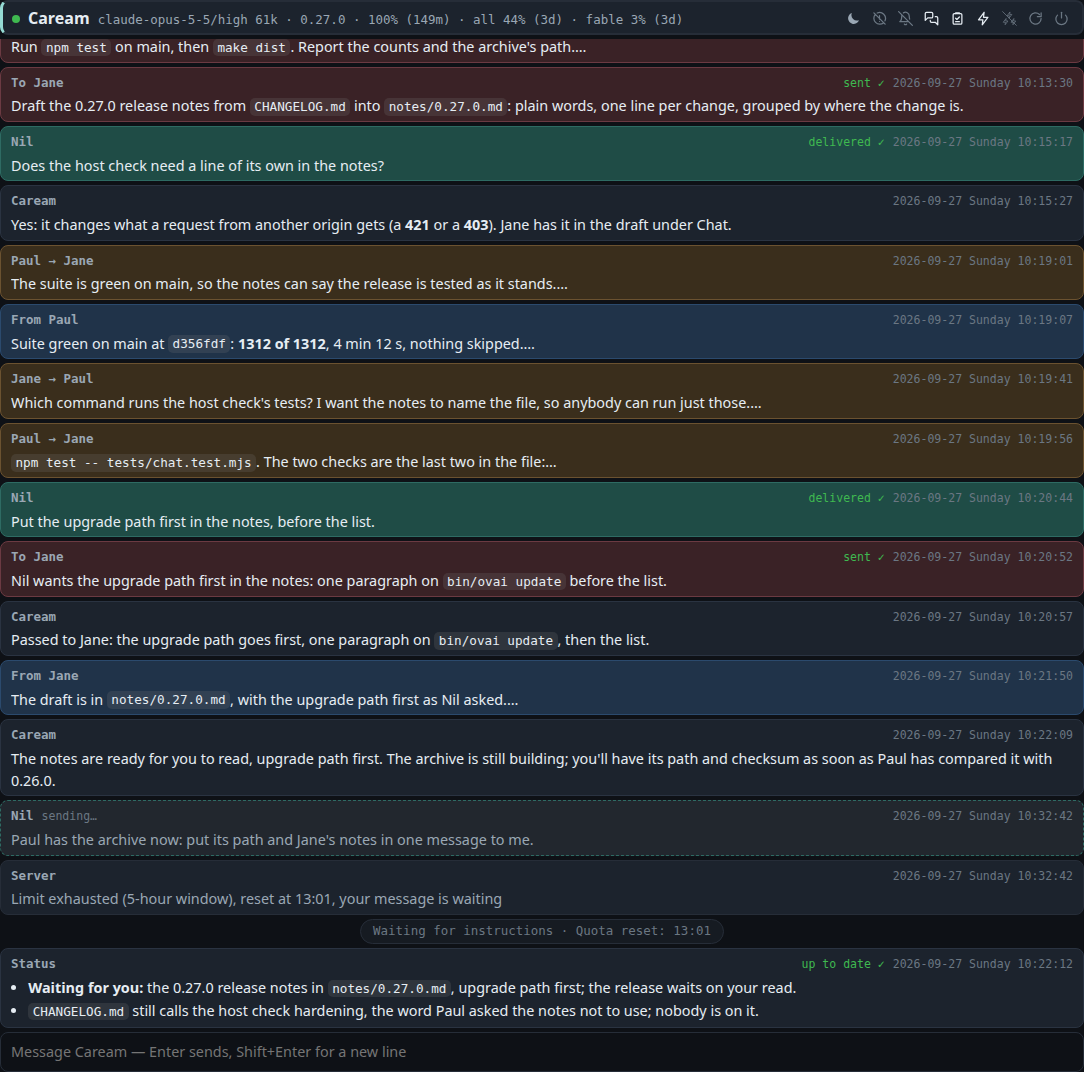 Caream claude-opus-5-5/high 61k · 0.27.0 · 100% (149m) · all 44% (3d) · fable 3% (3d)
Run npm test on main, then make dist. Report the counts and the archive's path....
To Jane sent ✓ 2026-09-27 Sunday 10:13:30
Draft the 0.27.0 release notes from CHANGELOG.md into notes/0.27.0.md: plain words, one line per change, grouped by where the change is.
Nil delivered ✓ 2026-09-27 Sunday 10:15:17
Does the host check need a line of its own in the notes?
Caream 2026-09-27 Sunday 10:15:27
Yes: it changes what a request from another origin gets (a 421 or a 403). Jane has it in the draft under Chat.
Paul → Jane 2026-09-27 Sunday 10:19:01
The suite is green on main, so the notes can say the release is tested as it stands....
From Paul 2026-09-27 Sunday 10:19:07
Suite green on main at d356fdf: 1312 of 1312, 4 min 12 s, nothing skipped....
Jane → Paul 2026-09-27 Sunday 10:19:41
Which command runs the host check's tests? I want the notes to name the file, so anybody can run just those....
Paul → Jane 2026-09-27 Sunday 10:19:56
npm test -- tests/chat.test.mjs. The two checks are the last two in the file:...
Nil delivered ✓ 2026-09-27 Sunday 10:20:44
Put the upgrade path first in the notes, before the list.
To Jane sent ✓ 2026-09-27 Sunday 10:20:52
Nil wants the upgrade path first in the notes: one paragraph on bin/ovai update before the list.
Caream 2026-09-27 Sunday 10:20:57
Passed to Jane: the upgrade path goes first, one paragraph on bin/ovai update, then the list.
From Jane 2026-09-27 Sunday 10:21:50
The draft is in notes/0.27.0.md, with the upgrade path first as Nil asked....
Caream 2026-09-27 Sunday 10:22:09
The notes are ready for you to read, upgrade path first. The archive is still building; you'll have its path and checksum as soon as Paul has compared it with
0.26.0.
Nil sending… 2026-09-27 Sunday 10:32:42
Paul has the archive now: put its path and Jane's notes in one message to me.
Server 2026-09-27 Sunday 10:32:42
Limit exhausted (5-hour window), reset at 13:01, your message is waiting
Waiting for instructions · Quota reset: 13:01
Status up to date ✓ 2026-09-27 Sunday 10:22:12
• Waiting for you: the 0.27.0 release notes in notes/0.27.0.md, upgrade path first; the release waits on your read.
• CHANGELOG.md still calls the host check hardening, the word Paul asked the notes not to use; nobody is on it.
Message Caream — Enter sends, Shift+Enter for a new line